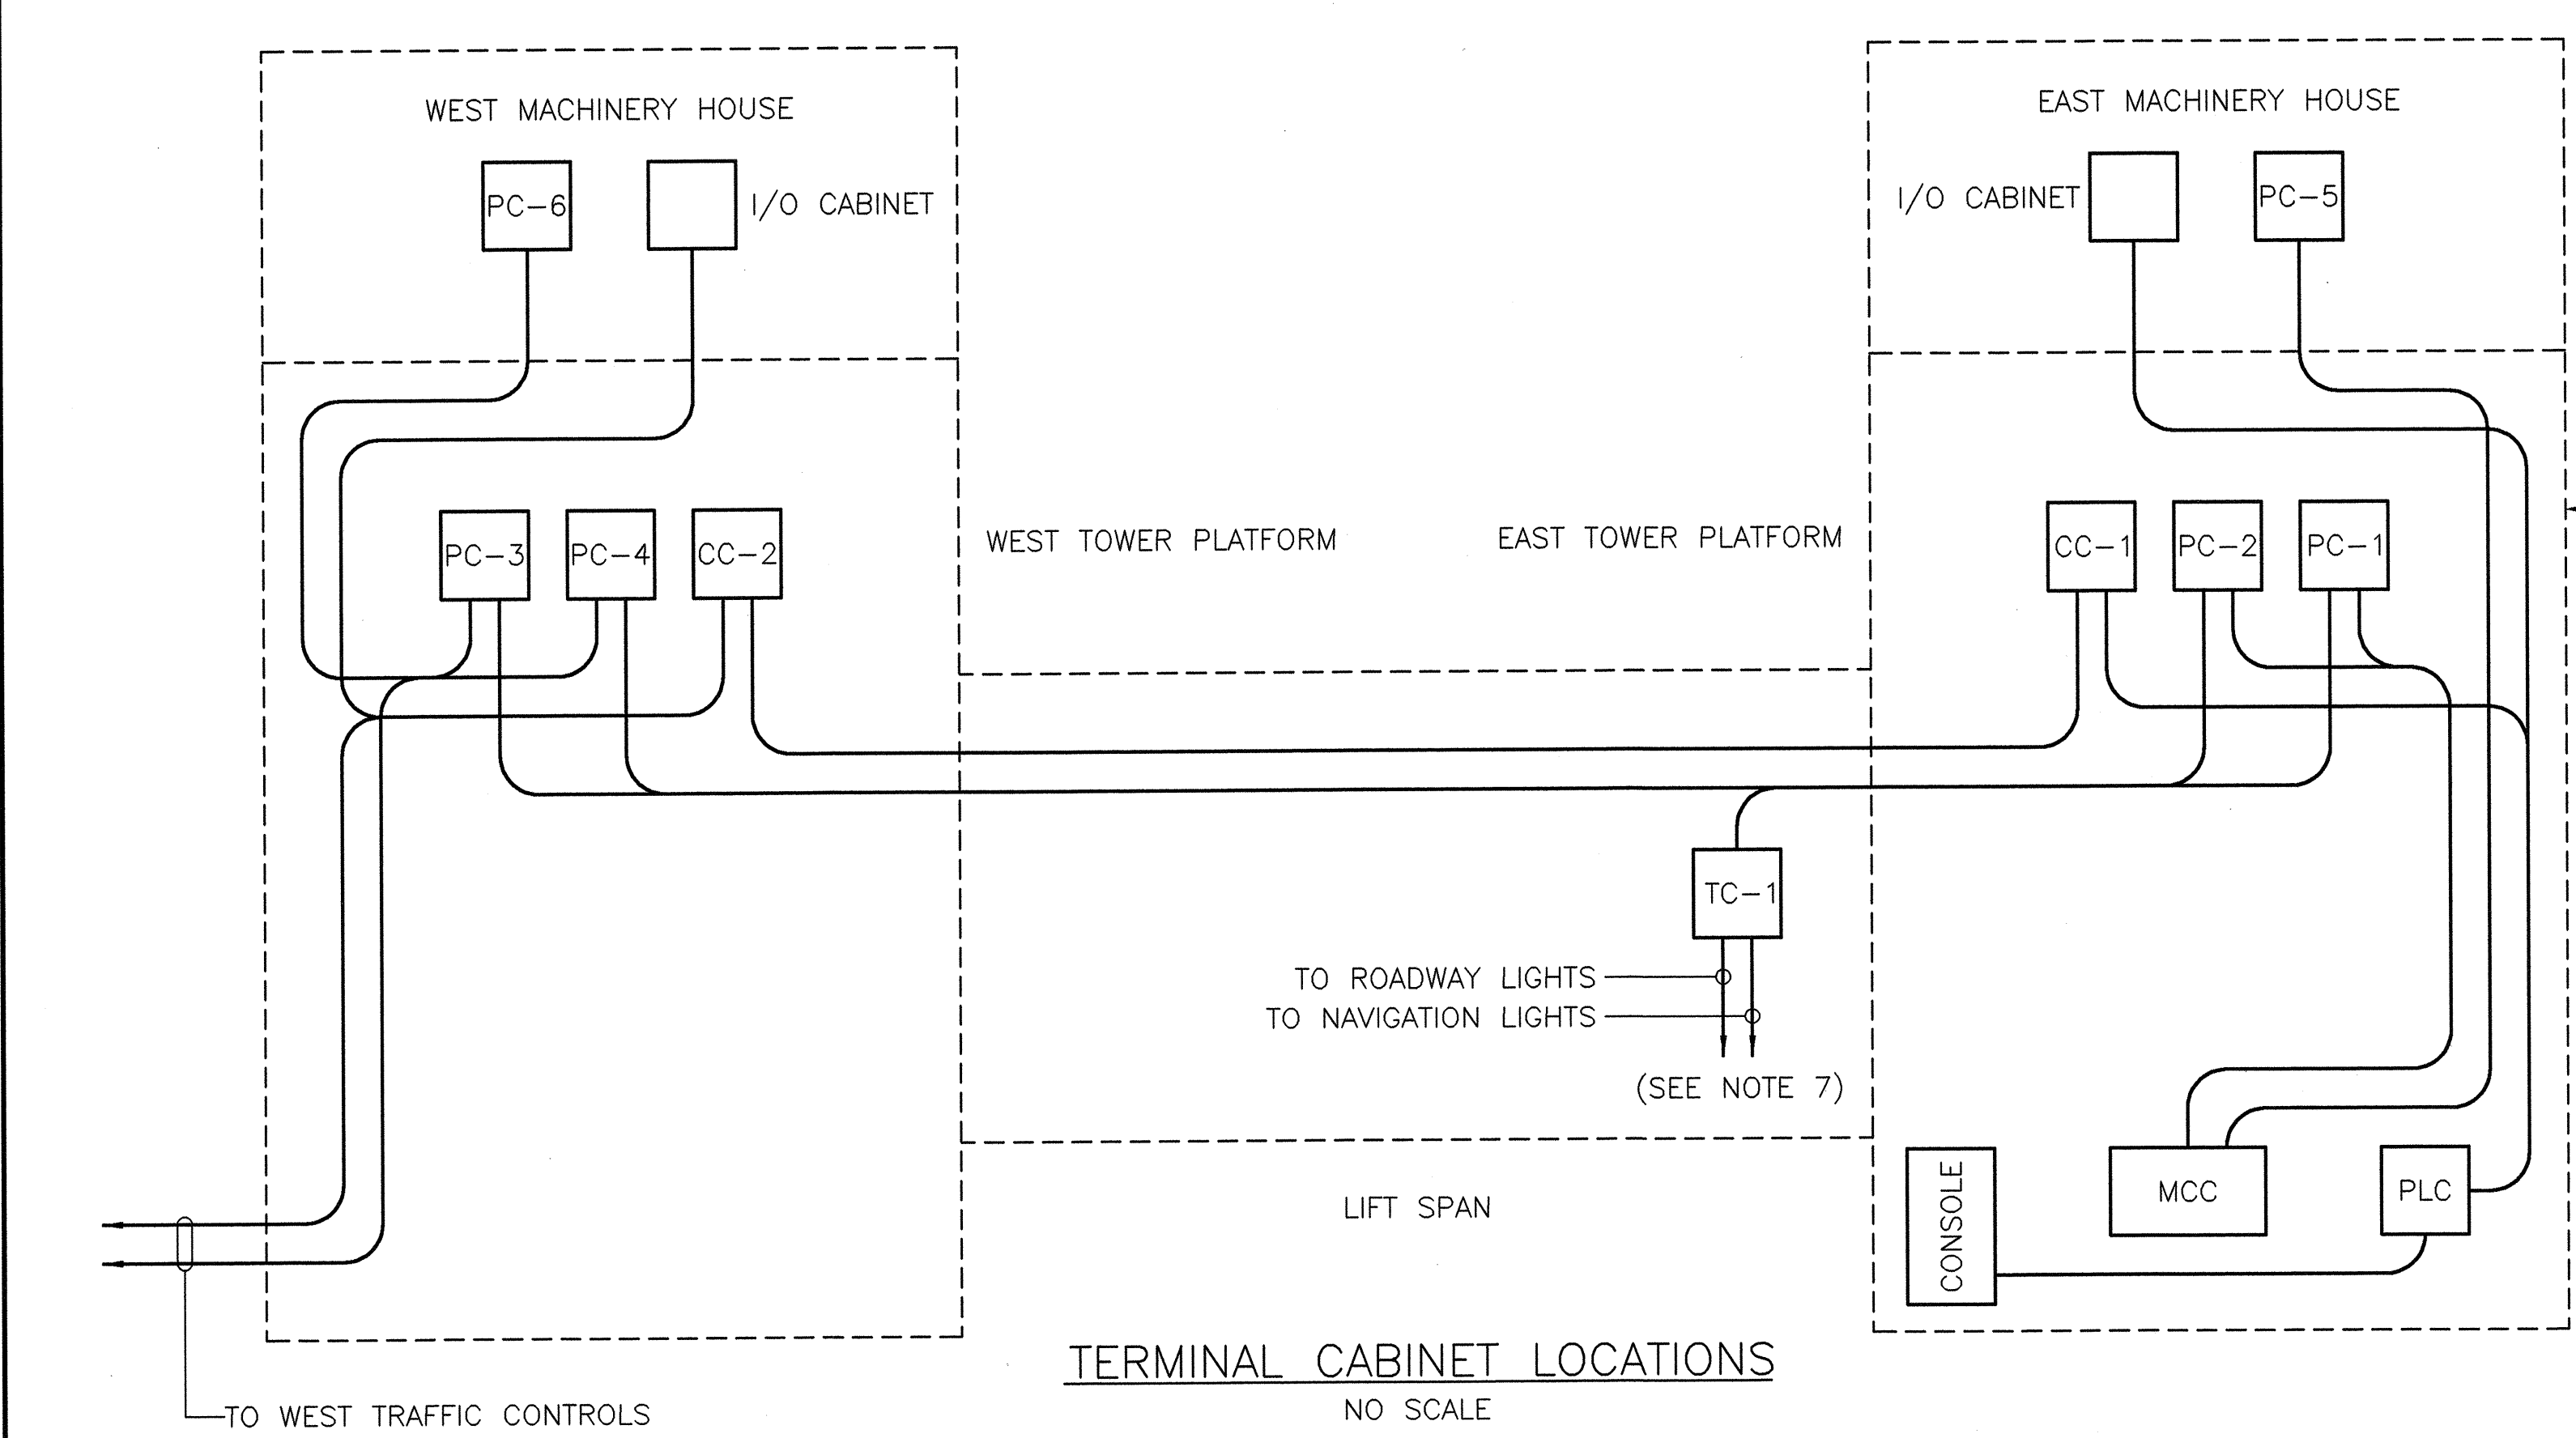 WEST MACHINERY HOUSE
EAST MACHINERY HOUSE
PC-6
I/O CABINET
I/O CABINET
PC-5
PC-3
PC-4
CC-2
WEST TOWER PLATFORM
EAST TOWER PLATFORM
CC-1
PC-2
PC-1
TC-1
TO ROADWAY LIGHTS
TO NAVIGATION LIGHTS
(SEE NOTE 7)
CONSOLE
MCC
PLC
LIFT SPAN
TERMINAL CABINET LOCATIONS
NO SCALE
TO WEST TRAFFIC CONTROLS